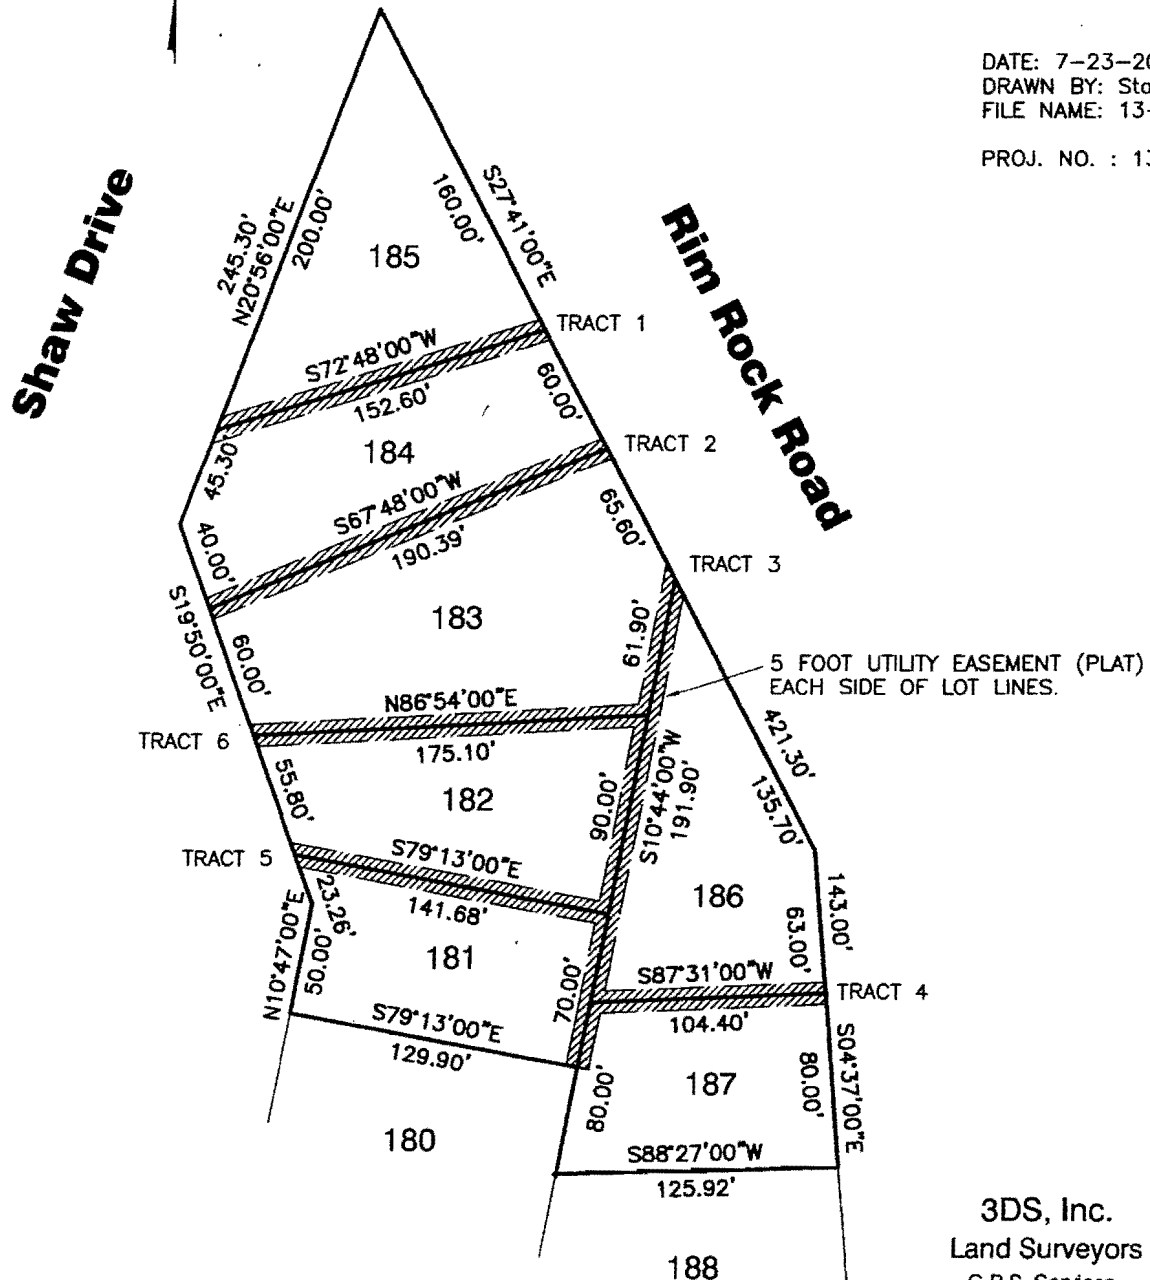 DATE: 7-23-20
DRAWN BY: Sta
FILE NAME: 13-
PROJ. NO. : 13
Shaw Drive
Rim Rock Road
245.30'
N20°56'00"E
200.00'
160.00'
S27°41'00"E
185
TRACT 1
S72°48'00"W
152.60'
60.00'
45.30'
184
TRACT 2
S67°48'00"W
190.39'
40.00'
65.60'
TRACT 3
S19°50'00"E
60.00'
183
61.90'
5 FOOT UTILITY EASEMENT (PLAT)
EACH SIDE OF LOT LINES.
N86°54'00"E
175.10'
TRACT 6
421.30'
135.70'
55.80'
182
90.00'
S10°44'00"W
191.90'
TRACT 5
S79°13'00"E
141.68'
23.26'
186
143.00'
63.00'
N10°47'00"E
50.00'
181
70.00'
S87°31'00"W
104.40'
TRACT 4
S79°13'00"E
129.90'
80.00'
187
80.00'
S04°37'00"E
180
S88°27'00"W
125.92'
188
3DS, Inc.
Land Surveyors